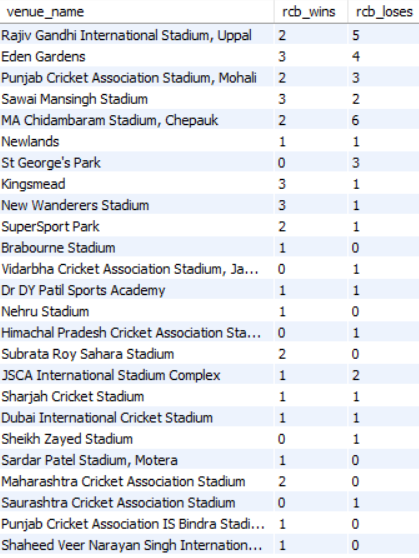 venue_name rcb_wins rcb_loses
Rajiv Gandhi International Stadium, Uppal 2 5
Eden Gardens 3 4
Punjab Cricket Association Stadium, Mohali 2 3
Sawai Mansingh Stadium 3 2
MA Chidambaram Stadium, Chepauk 2 6
Newlands 1 1
St George's Park 0 3
Kingsmead 3 1
New Wanderers Stadium 3 1
SuperSport Park 2 1
Brabourne Stadium 1 0
Vidarbha Cricket Association Stadium, Ja... 0 1
Dr DY Patil Sports Academy 1 1
Nehru Stadium 1 0
Himachal Pradesh Cricket Association Sta... 0 1
Subrata Roy Sahara Stadium 2 0
JSCA International Stadium Complex 1 2
Sharjah Cricket Stadium 1 1
Dubai International Cricket Stadium 1 1
Sheikh Zayed Stadium 0 1
Sardar Patel Stadium, Motera 1 0
Maharashtra Cricket Association Stadium 2 0
Saurashtra Cricket Association Stadium 0 1
Punjab Cricket Association IS Bindra Stadi... 1 0
Shaheed Veer Narayan Singh Internation... 1 0